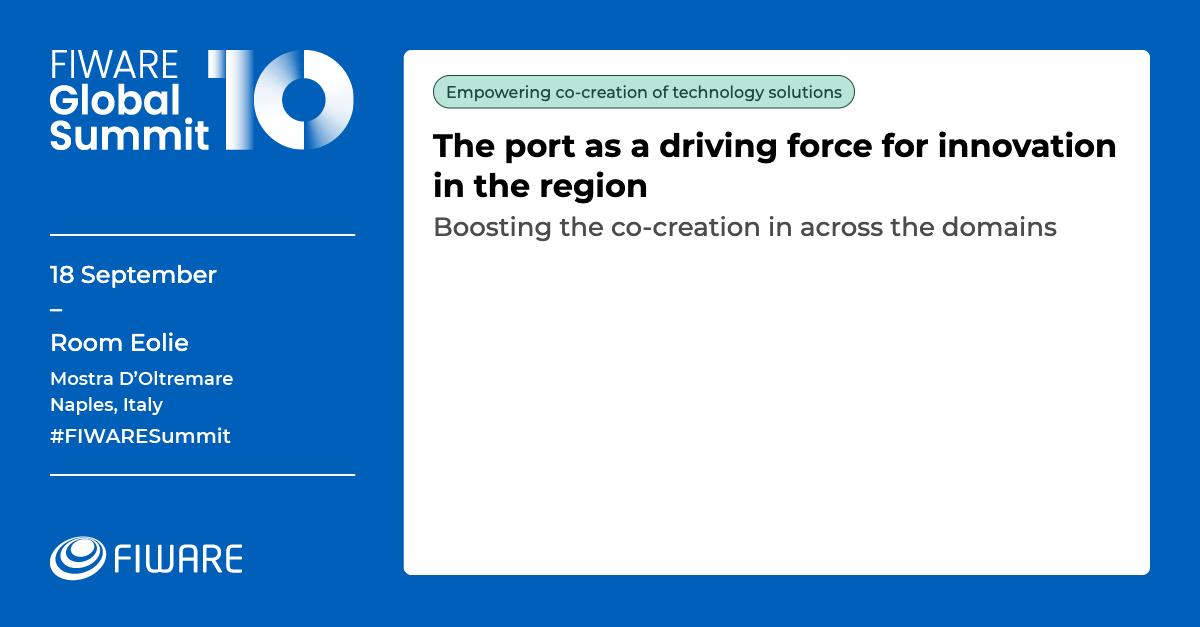 FIWARE
Global
Summit
10
18 September
–
Room Eolie
Mostra D’Oltremare
Naples, Italy
#FIWARESummit
FIWARE
Empowering co-creation of technology solutions
The port as a driving force for innovation
in the region
Boosting the co-creation in across the domains